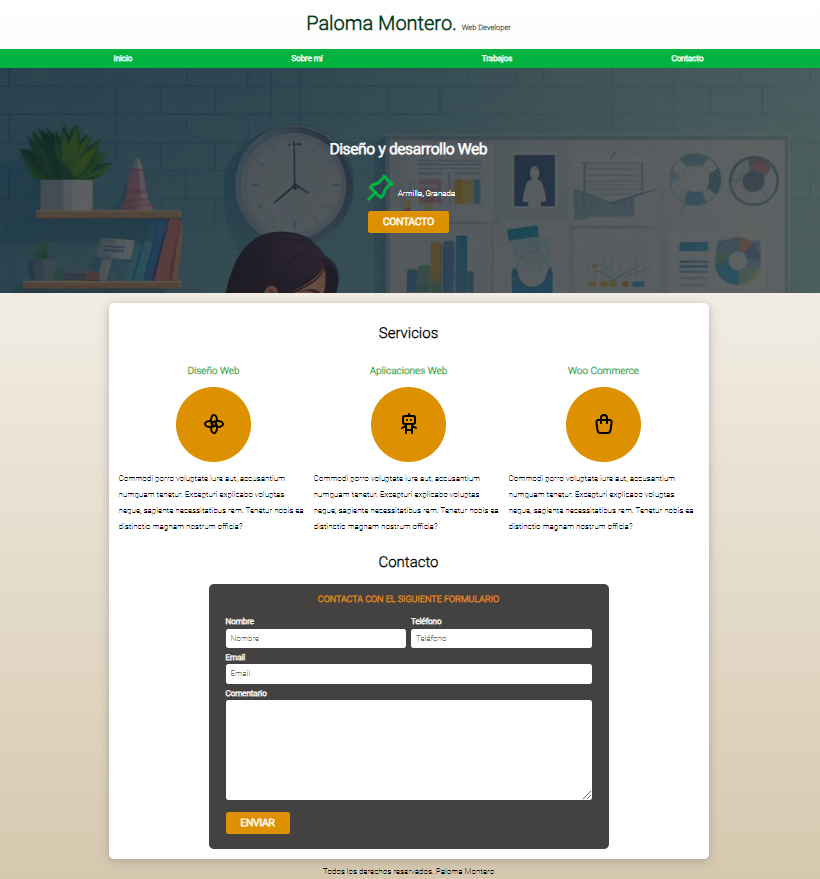 Paloma Montero. Web Developer
Inicio Sobre mí Trabajos Contacto
Diseño y desarrollo Web
Armilla, Granada
CONTACTO
Servicios
Diseño Web
Commodi porro voluptate iure aut, accusantium
numquam tenetur. Excepturi explicabo voluptas
neque, sapiente necessitatibus rem. Tenetur nobis ea
distinctio magnam nostrum officia?
Aplicaciones Web
Commodi porro voluptate iure aut, accusantium
numquam tenetur. Excepturi explicabo voluptas
neque, sapiente necessitatibus rem. Tenetur nobis ea
distinctio magnam nostrum officia?
Woo Commerce
Commodi porro voluptate iure aut, accusantium
numquam tenetur. Excepturi explicabo voluptas
neque, sapiente necessitatibus rem. Tenetur nobis ea
distinctio magnam nostrum officia?
Contacto
CONTACTA CON EL SIGUIENTE FORMULARIO
Nombre Teléfono
Nombre Teléfono
Email
Email
Comentario
ENVIAR
Todos los derechos reservados. Paloma Montero